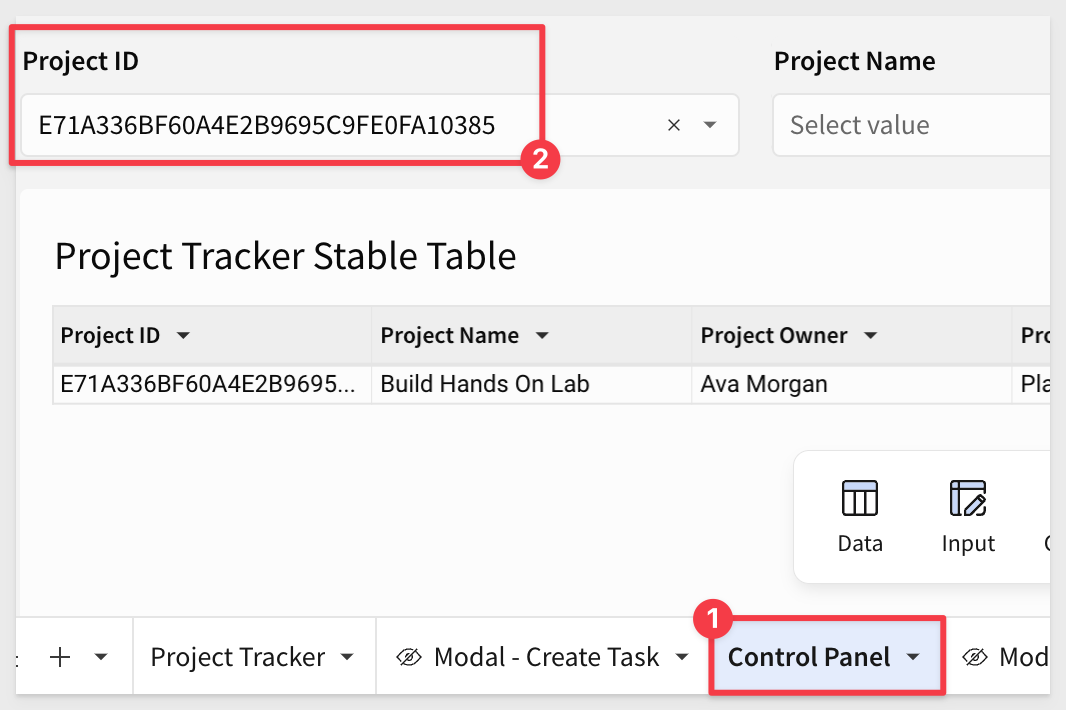 Project ID
Project Name
E71A336BF60A4E2B9695C9FE0FA10385
Select value
2
Project Tracker Stable Table
Project ID Project Name Project Owner Pro
E71A336BF60A4E2B9695... Build Hands On Lab Ava Morgan Pla
Data Input
1
Project Tracker Modal - Create Task Control Panel Mod